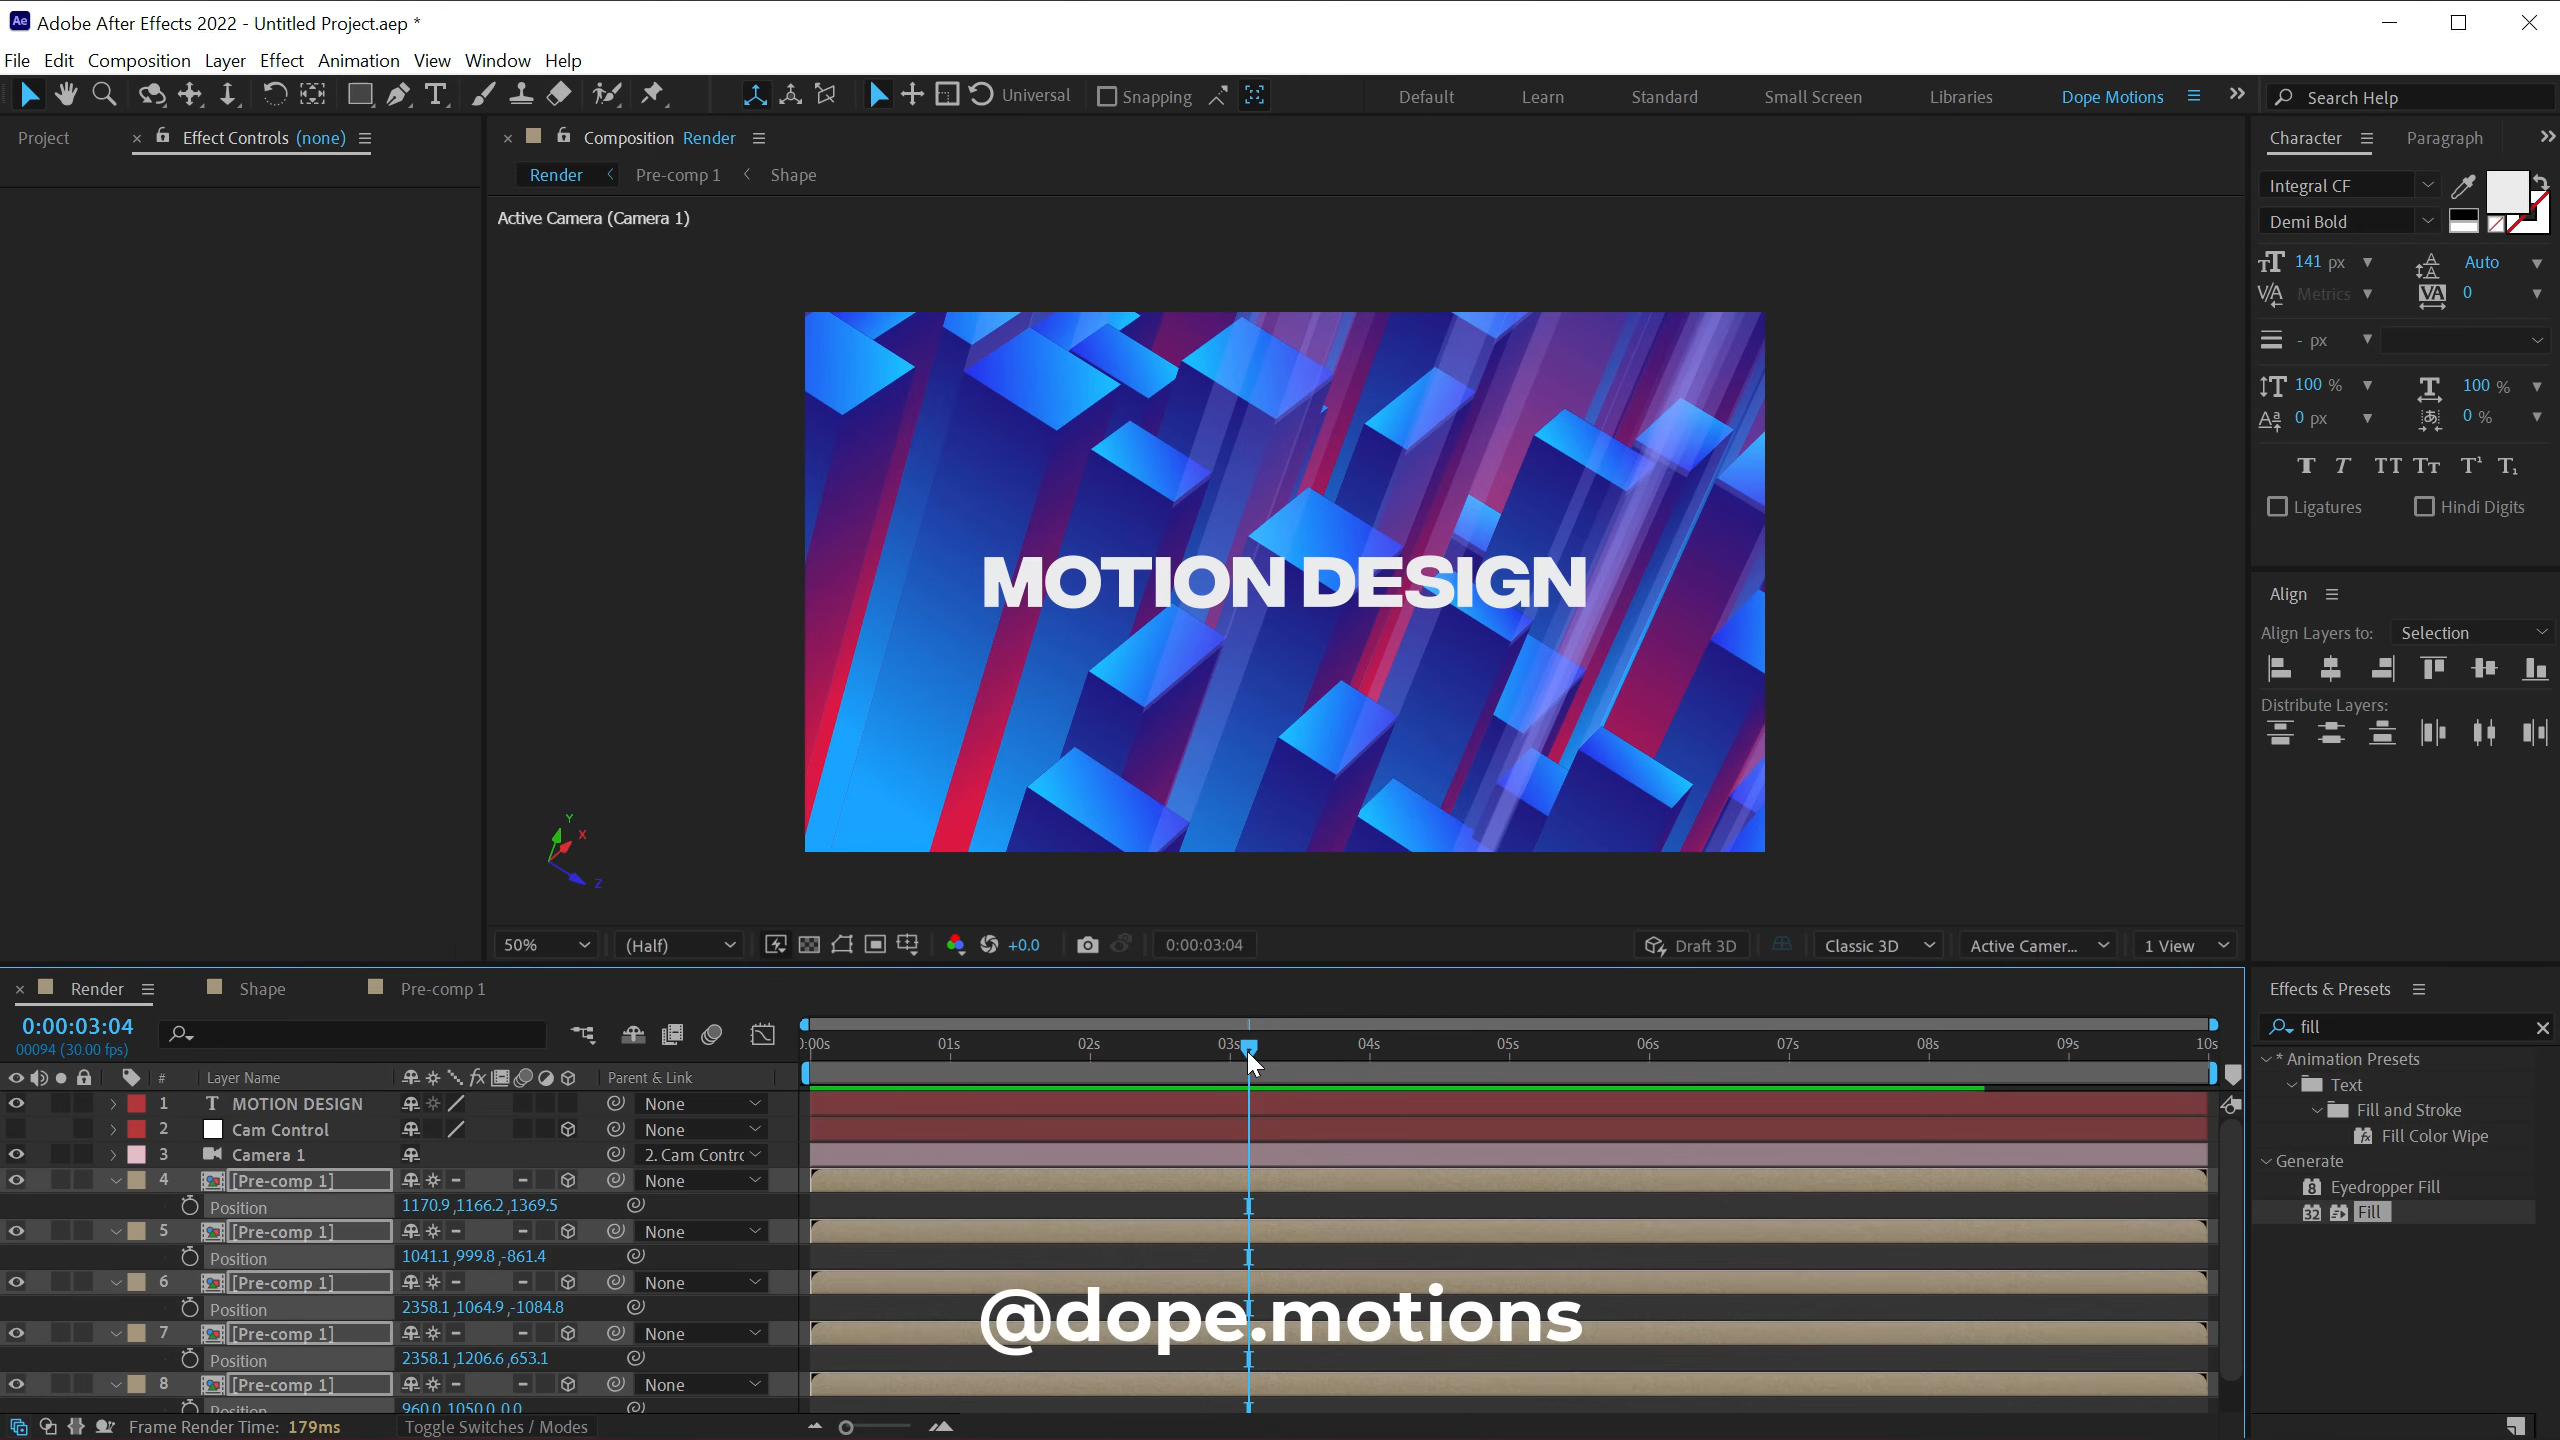 Adobe After Effects 2022 - Untitled Project.aep *
File Edit Composition Layer Effect Animation View Window Help
Universal Snapping Default Learn Standard Small Screen Libraries Dope Motions Search Help
Project Effect Controls (none)
Composition Render
Render Pre-comp 1 Shape
Active Camera (Camera 1)
MOTION DESIGN
Y
X
Z
50% (Half) +0.0 0:00:03:04 Draft 3D Classic 3D Active Camer... 1 View
Character Paragraph
Integral CF
Demi Bold
141 px Auto
Metrics 0
- px
100 % 100 %
0 px 0 %
Ligatures Hindi Digits
Align
Align Layers to: Selection
Distribute Layers:
Render Shape Pre-comp 1
0:00:03:04
00094 (30.00 fps)
):00s 01s 02s 03s 04s 05s 06s 07s 08s 09s 10s
# Layer Name Parent & Link
1 MOTION DESIGN None
2 Cam Control None
3 Camera 1 2. Cam Contrc
4 [Pre-comp 1] None
Position 1170.9,1166.2,1369.5
5 [Pre-comp 1] None
Position 1041.1,999.8,-861.4
6 [Pre-comp 1] None
Position 2358.1,1064.9,-1084.8
7 [Pre-comp 1] None
Position 2358.1,1206.6,653.1
8 [Pre-comp 1] None
Position 960.0,1050.0,0.0
@dope.motions
Frame Render Time: 179ms Toggle Switches / Modes
Effects & Presets
fill
* Animation Presets
Text
Fill and Stroke
Fill Color Wipe
Generate
Eyedropper Fill
Fill